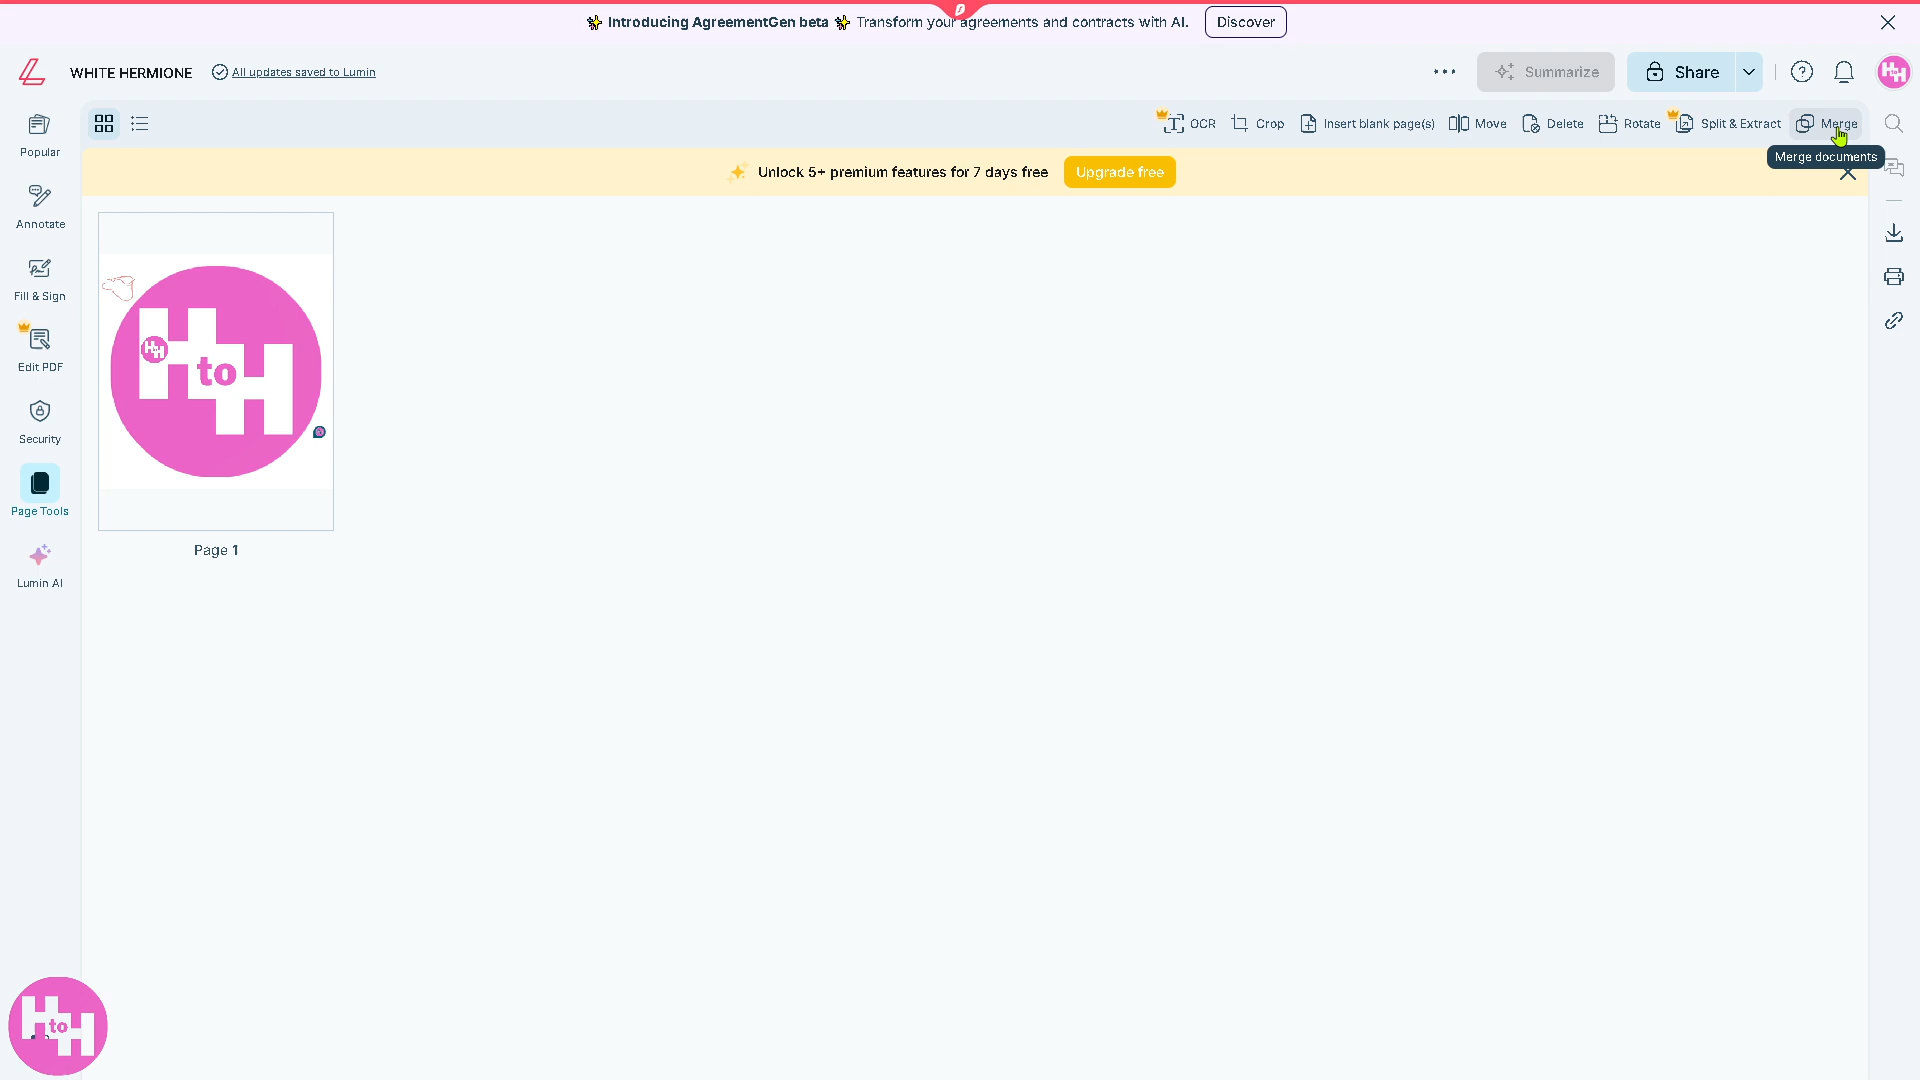 Introducing AgreementGen beta Transform your agreements and contracts with AI. Discover
WHITE HERMIONE All updates saved to Lumin Summarize Share
OCR Crop Insert blank page(s) Move Delete Rotate Split & Extract Merge
Merge documents
Unlock 5+ premium features for 7 days free Upgrade free
Popular
Annotate
Fill & Sign
Edit PDF
Security
Page Tools
Lumin AI
H to H
Page 1
H to H